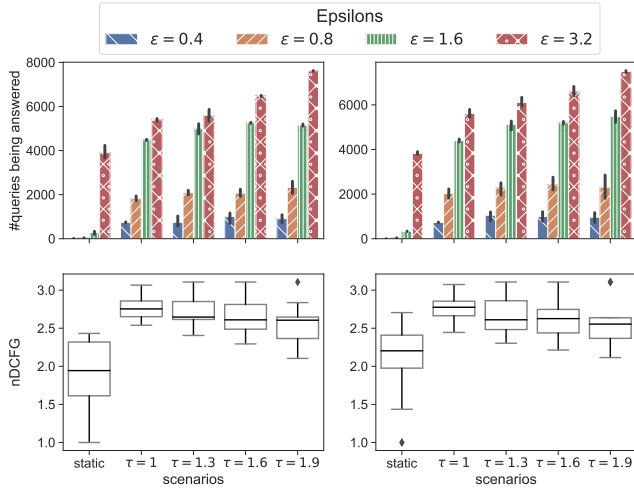 Epsilons
ε = 0.4 ε = 0.8 ε = 1.6 ε = 3.2
#queries being answered
8000
6000
4000
2000
0
6000
4000
2000
0
nDCFG
3.0
2.5
2.0
1.5
1.0
static τ = 1 τ = 1.3 τ = 1.6 τ = 1.9
scenarios
3.0
2.5
2.0
1.5
1.0
static τ = 1 τ = 1.3 τ = 1.6 τ = 1.9
scenarios